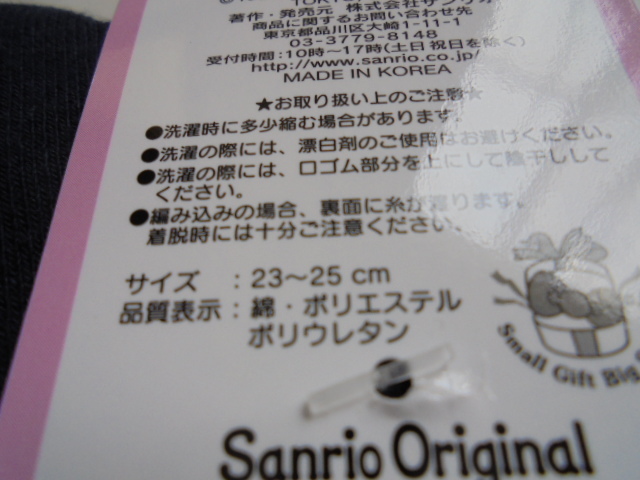 TOKYO
著作・発売元 株式会社サンリオ
商品に関するお問い合わせ先
東京都品川区大崎1-11-1
03-3779-8148
受付時間:10時〜17時(土日祝日を除く)
http://www.sanrio.co.jp/
MADE IN KOREA
★お取り扱い上のご注意★
●洗濯時に多少縮む場合があります。
●洗濯の際には、漂白剤のご使用はお避けください。
●洗濯の際には、口ゴム部分を上にして陰干しして
ください。
●編み込みの場合、裏面に糸が渡ります。
着脱時には十分ご注意ください。
サイズ :23〜25 cm
品質表示:綿・ポリエステル
ポリウレタン
Small Gift Big
Sanrio Original